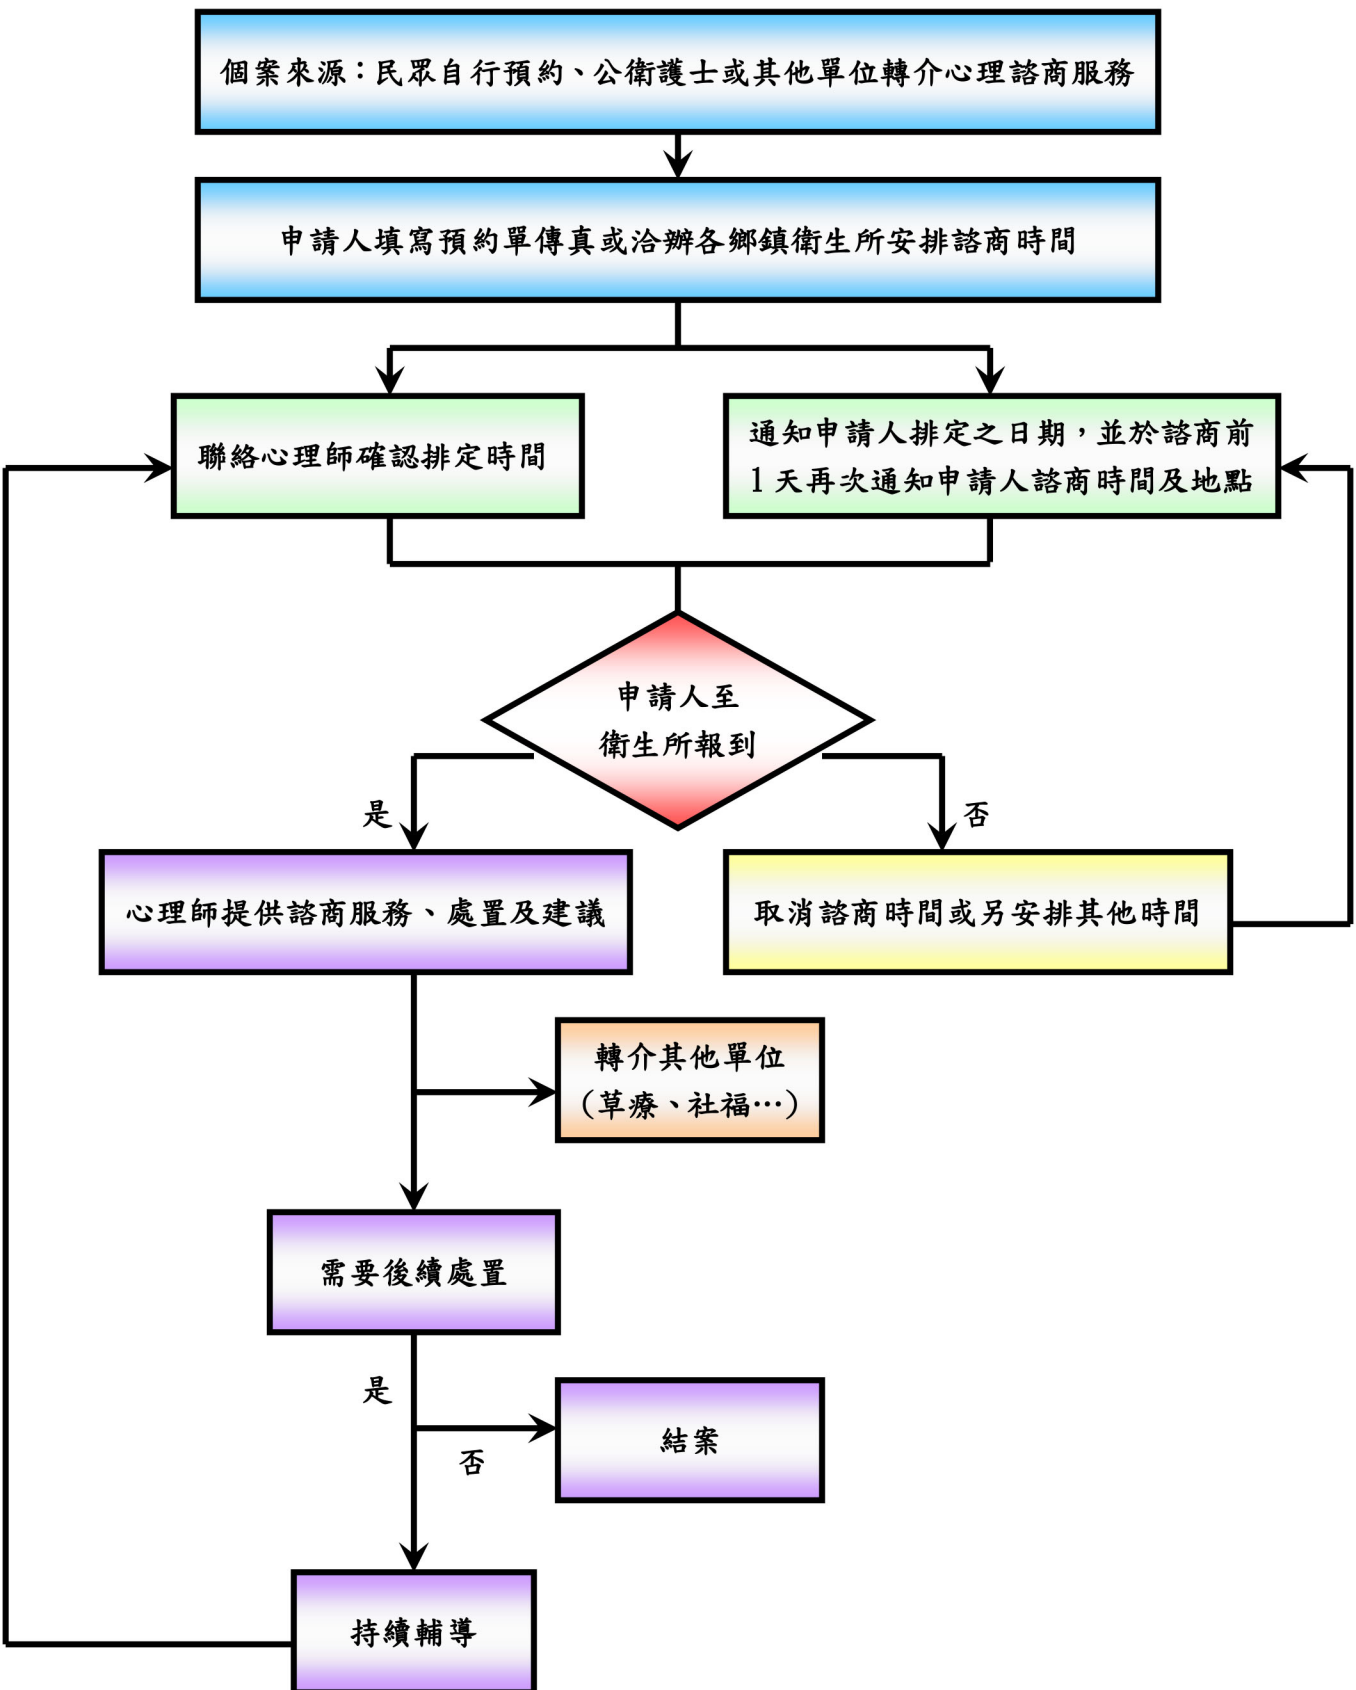 個案來源：民眾自行預約、公衛護士或其他單位轉介心理諮商服務
申請人填寫預約單傳真或洽辦各鄉鎮衛生所安排諮商時間
聯絡心理師確認排定時間
通知申請人排定之日期，並於諮商前
1天再次通知申請人諮商時間及地點
申請人至
衛生所報到
是
否
心理師提供諮商服務、處置及建議
取消諮商時間或另安排其他時間
轉介其他單位
（草療、社福…）
需要後續處置
是
否
結案
持續輔導